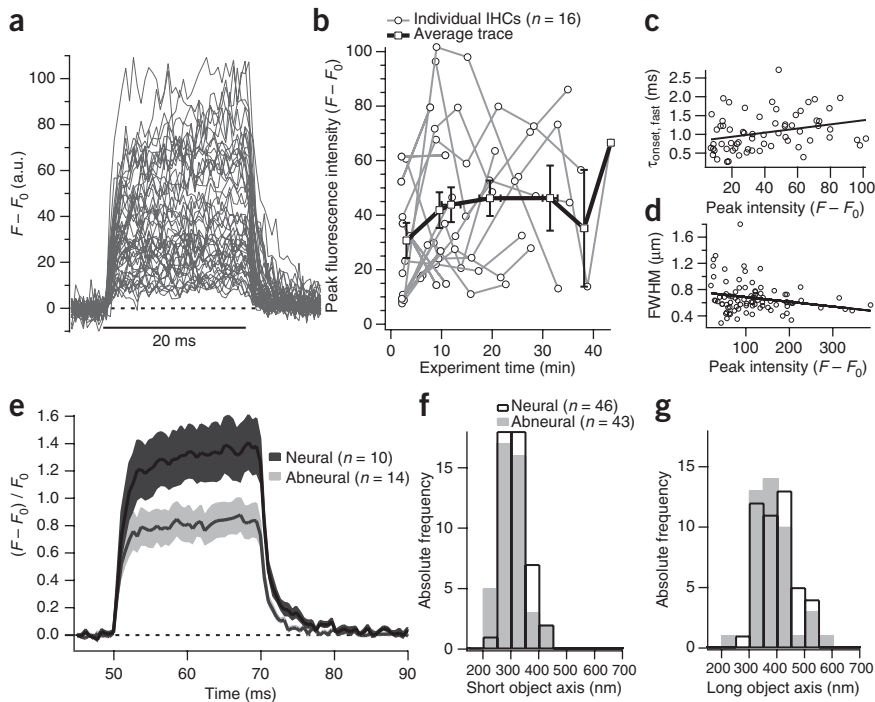 a
F – F0 (a.u.)
100
80
60
40
20
0
20 ms
b
Individual IHCs (n = 16)
Average trace
Peak fluorescence intensity (F – F0)
100
80
60
40
20
0
0
10
20
30
40
Experiment time (min)
c
τonset, fast (ms)
2.5
2.0
1.5
1.0
0.5
20 40 60 80 100
Peak intensity (F – F0)
d
FWHM (μm)
1.6
1.2
0.8
0.4
100 200 300
Peak intensity (F – F0)
e
(F – F0) / F0
1.6
1.4
1.2
1.0
0.8
0.6
0.4
0.2
0.0
Neural (n = 10)
Abneural (n = 14)
50 60 70 80 90
Time (ms)
f
Neural (n = 46)
Abneural (n = 43)
Absolute frequency
15
10
5
0
200 300 400 500 600 700
Short object axis (nm)
g
Absolute frequency
15
10
5
0
200 300 400 500 600 700
Long object axis (nm)